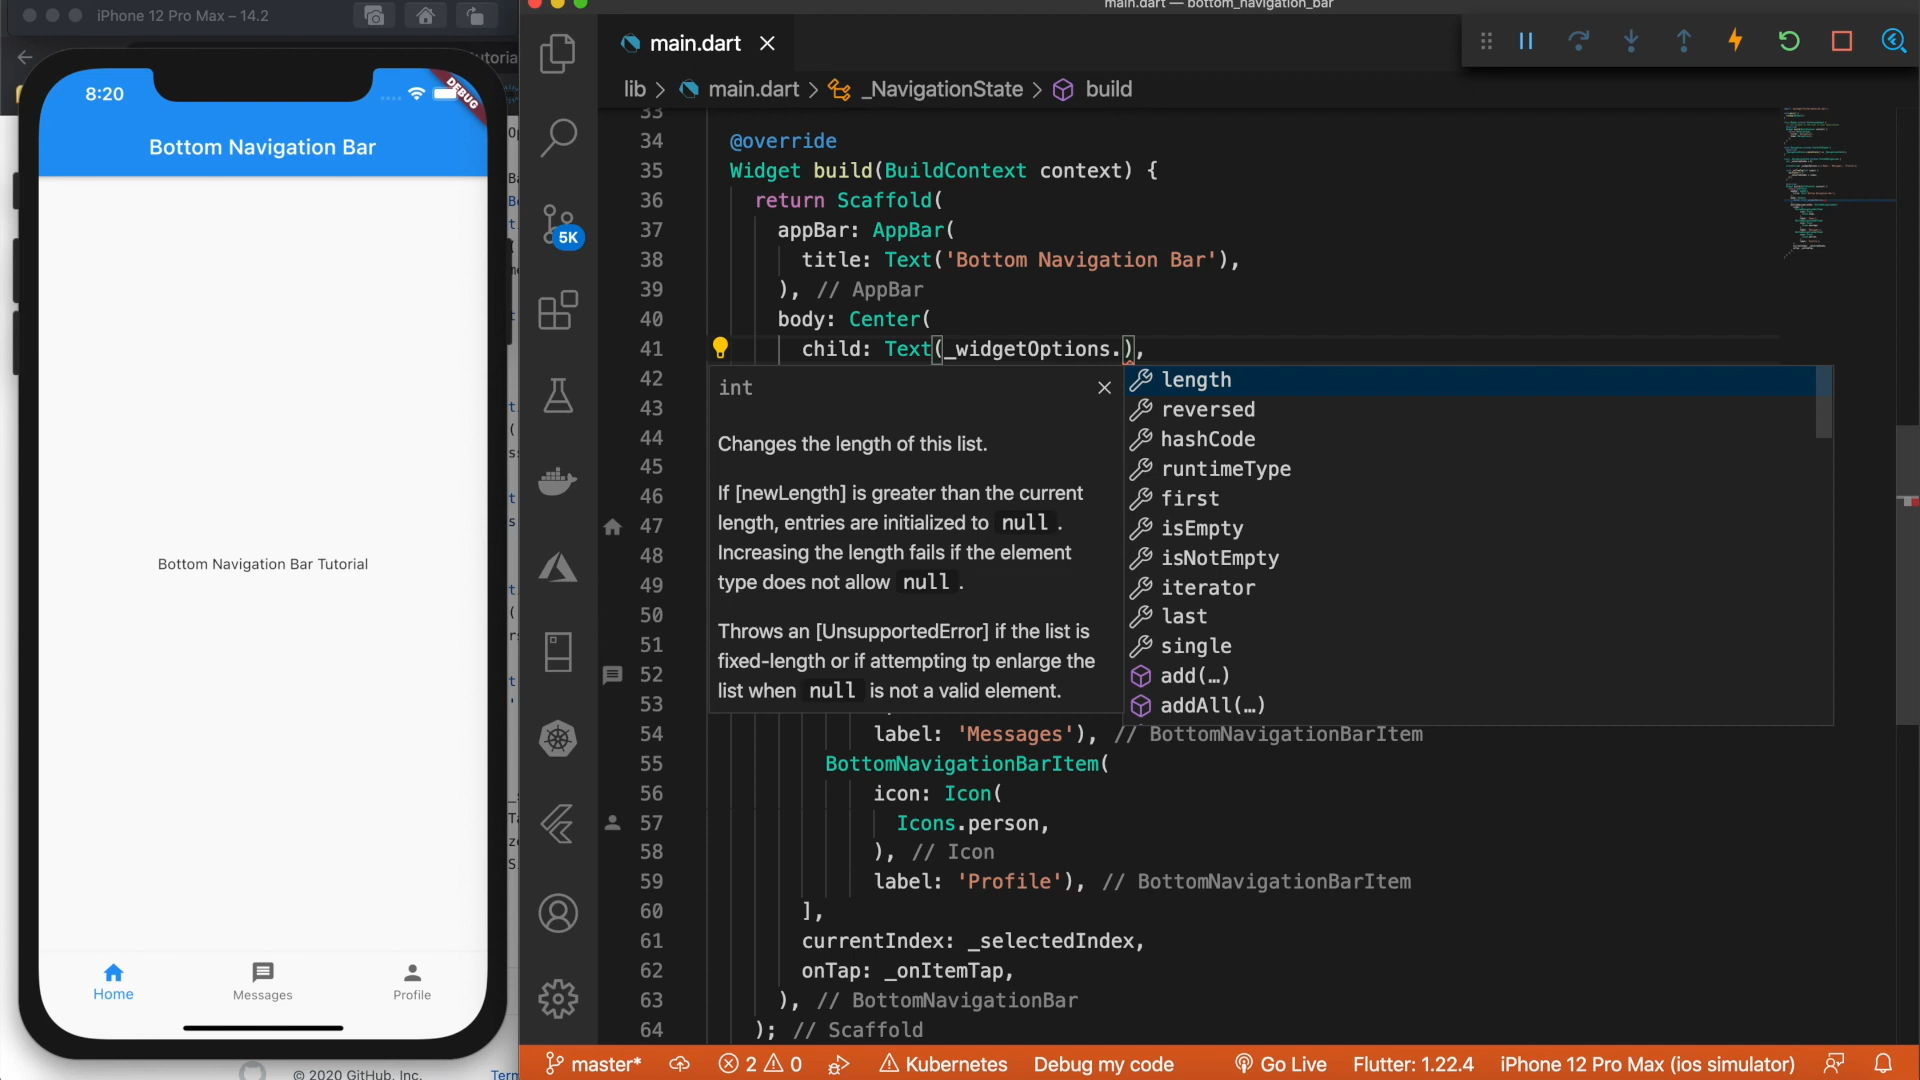 iPhone 12 Pro Max – 14.2
main.dart — bottom_navigation_bar
main.dart
lib > main.dart > _NavigationState > build
8:20
DEBUG
Bottom Navigation Bar
Bottom Navigation Bar Tutorial
Home
Messages
Profile
© 2020 GitHub, Inc.
5K
33
34 @override
35 Widget build(BuildContext context) {
36 return Scaffold(
37 appBar: AppBar(
38 title: Text('Bottom Navigation Bar'),
39 ), // AppBar
40 body: Center(
41 child: Text(_widgetOptions.),
42
43
44
45
46
47
48
49
50
51
52
53
int
Changes the length of this list.
If [newLength] is greater than the current
length, entries are initialized to null .
Increasing the length fails if the element
type does not allow null .
Throws an [UnsupportedError] if the list is
fixed-length or if attempting tp enlarge the
list when null is not a valid element.
length
reversed
hashCode
runtimeType
first
isEmpty
isNotEmpty
iterator
last
single
add(…)
addAll(…)
54 label: 'Messages'), // BottomNavigationBarItem
55 BottomNavigationBarItem(
56 icon: Icon(
57 Icons.person,
58 ), // Icon
59 label: 'Profile'), // BottomNavigationBarItem
60 ],
61 currentIndex: _selectedIndex,
62 onTap: _onItemTap,
63 ), // BottomNavigationBar
64 ); // Scaffold
master* 2 0 Kubernetes Debug my code Go Live Flutter: 1.22.4 iPhone 12 Pro Max (ios simulator)